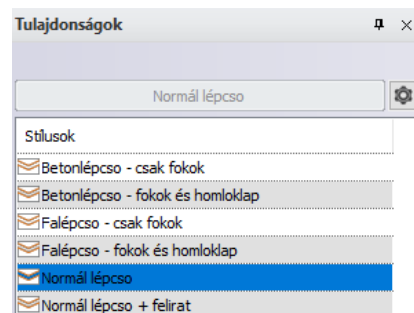 Tulajdonságok
Normál lépcso
Stílusok
Betonlépcso - csak fokok
Betonlépcso - fokok és homloklap
Falépcso - csak fokok
Falépcso - fokok és homloklap
Normál lépcso
Normál lépcso + felirat